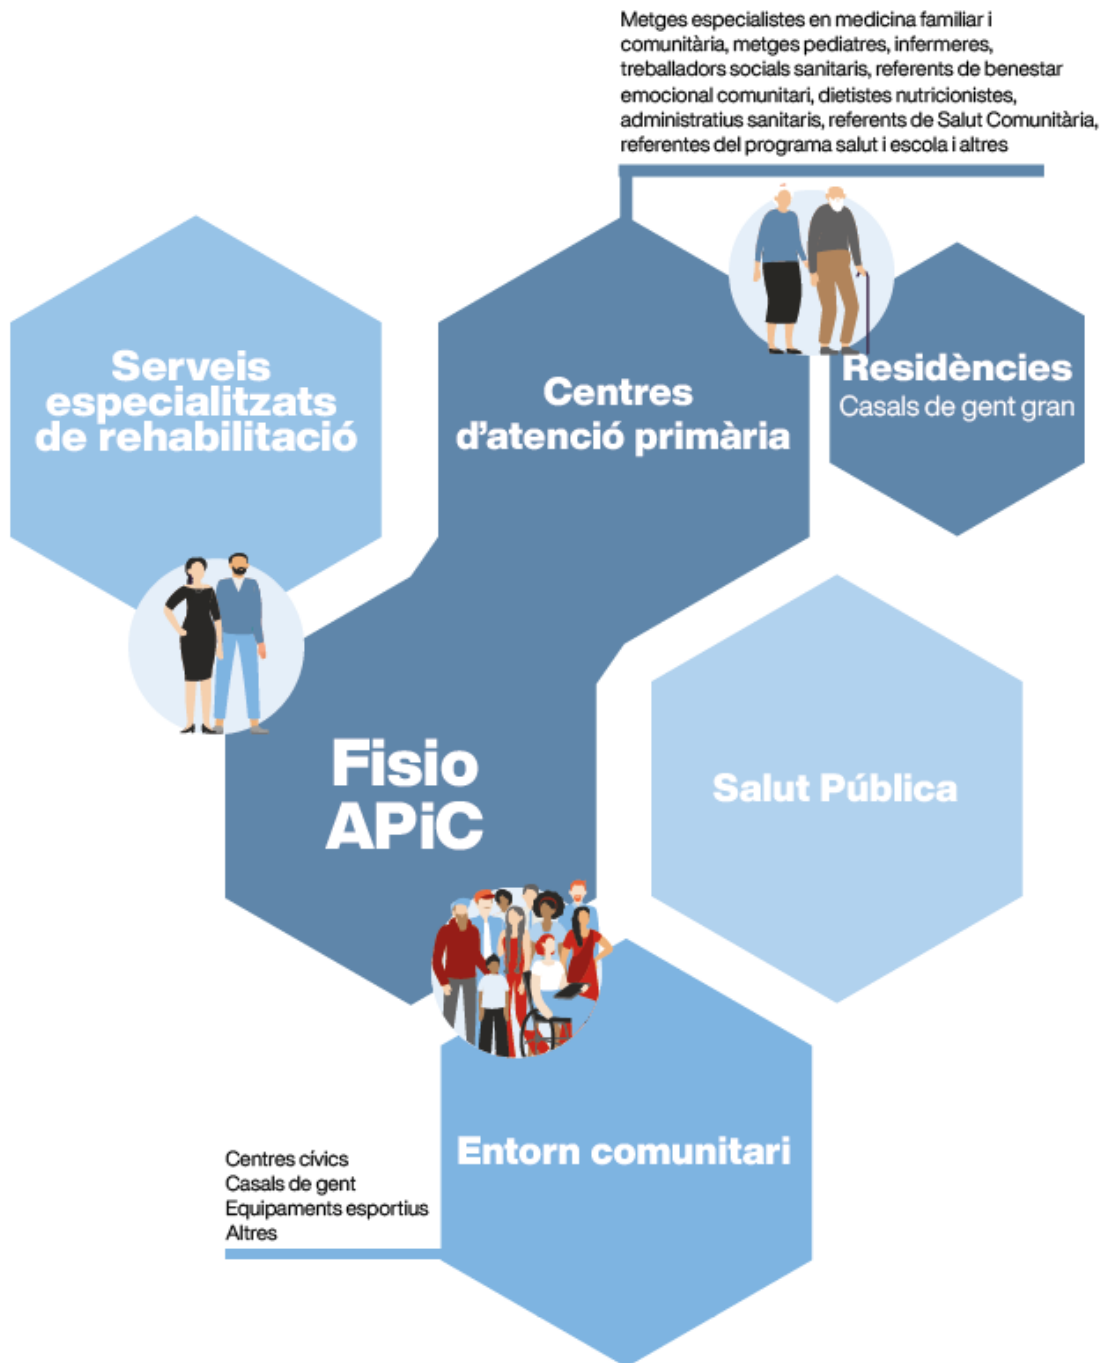 Metges especialistes en medicina familiar i
comunitària, metges pediatres, infermeres,
treballadors socials sanitaris, referents de benestar
emocional comunitari, dietistes nutricionistes,
administratius sanitaris, referents de Salut Comunitària,
referentes del programa salut i escola i altres
Serveis
especialitzats
de rehabilitació
Centres
d'atenció primària
Residències
Casals de gent gran
Fisio
APiC
Salut Pública
Entorn comunitari
Centres cívics
Casals de gent
Equipaments esportius
Altres